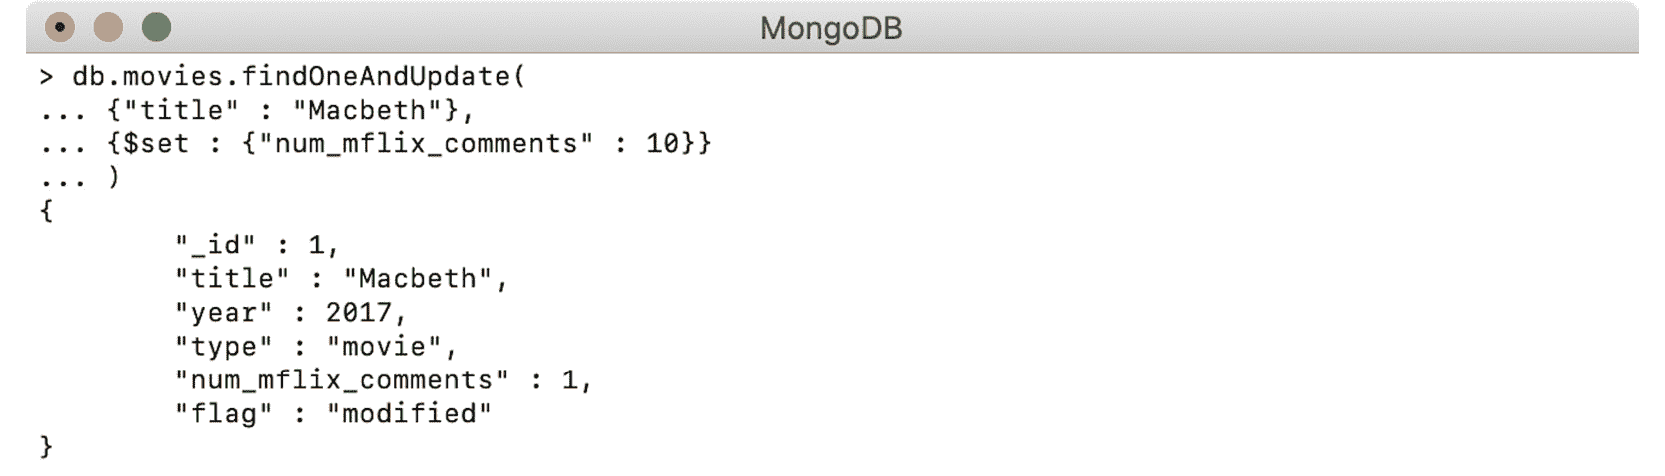 MongoDB
> db.movies.findOneAndUpdate(
... {"title" : "Macbeth"},
... {$set : {"num_mflix_comments" : 10}}
... )
{
        "_id" : 1,
        "title" : "Macbeth",
        "year" : 2017,
        "type" : "movie",
        "num_mflix_comments" : 1,
        "flag" : "modified"
}